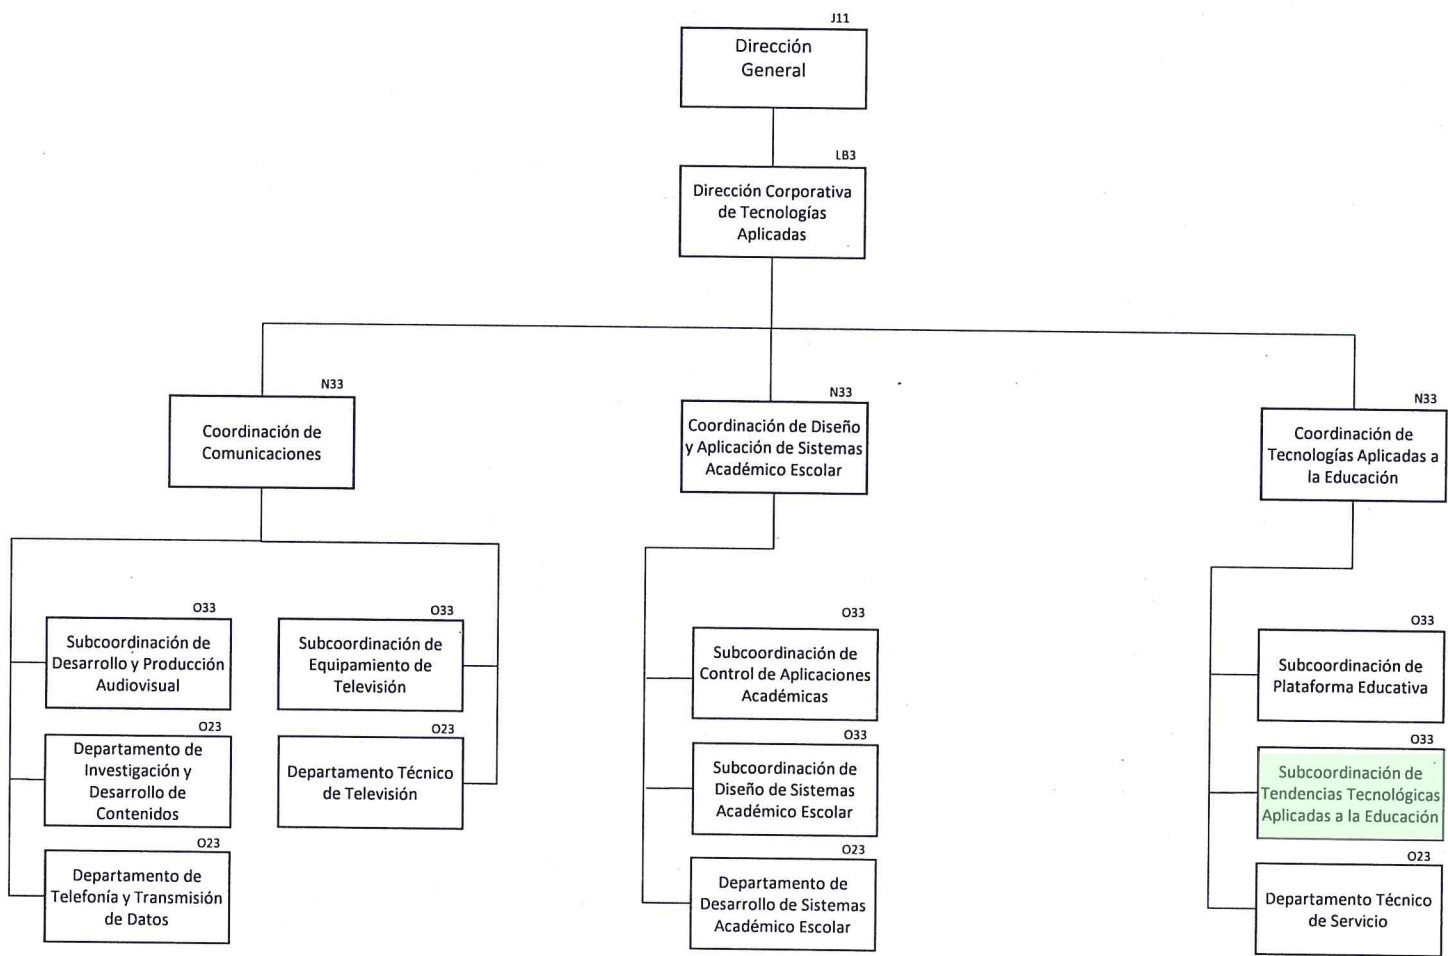 J11
Dirección
General
LB3
Dirección Corporativa
de Tecnologías
Aplicadas
N33
Coordinación de
Comunicaciones
N33
Coordinación de Diseño
y Aplicación de Sistemas
Académico Escolar
N33
Coordinación de
Tecnologías Aplicadas a
la Educación
O33
Subcoordinación de
Desarrollo y Producción
Audiovisual
O23
Departamento de
Investigación y
Desarrollo de
Contenidos
O23
Departamento de
Telefonía y Transmisión
de Datos
O33
Subcoordinación de
Equipamiento de
Televisión
O23
Departamento Técnico
de Televisión
O33
Subcoordinación de
Control de Aplicaciones
Académicas
O33
Subcoordinación de
Diseño de Sistemas
Académico Escolar
O23
Departamento de
Desarrollo de Sistemas
Académico Escolar
O33
Subcoordinación de
Plataforma Educativa
O33
Subcoordinación de
Tendencias Tecnológicas
Aplicadas a la Educación
O23
Departamento Técnico
de Servicio